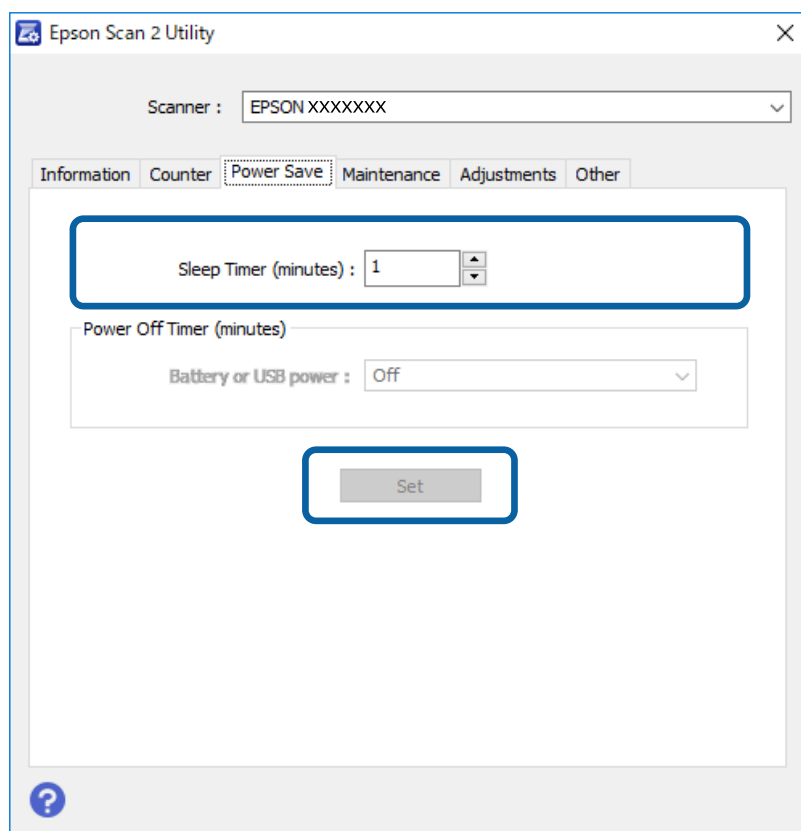 Epson Scan 2 Utility
Scanner : EPSON XXXXXXX
Information Counter Power Save Maintenance Adjustments Other
Sleep Timer (minutes) : 1
Power Off Timer (minutes)
Battery or USB power : Off
Set
?